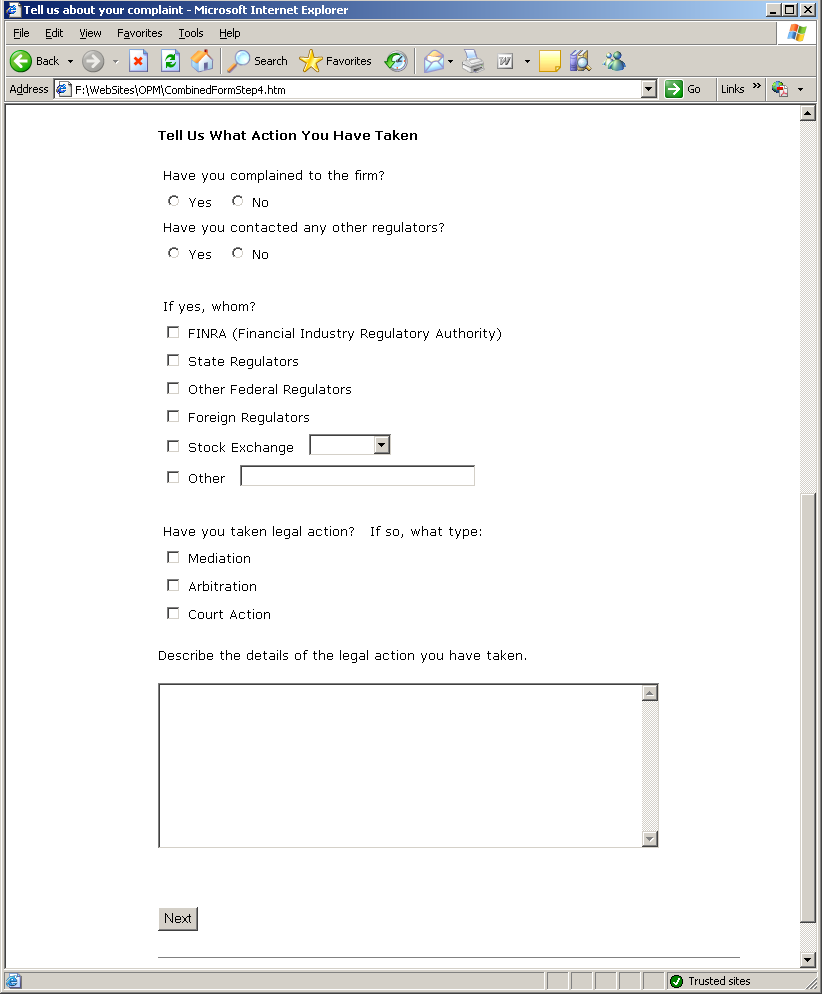 Tell us about your complaint - Microsoft Internet Explorer
File Edit View Favorites Tools Help
Back Search Favorites W
Address F:\WebSites\OPM\CombinedFormStep4.htm Go Links »
Tell Us What Action You Have Taken
Have you complained to the firm?
Yes No
Have you contacted any other regulators?
Yes No
If yes, whom?
FINRA (Financial Industry Regulatory Authority)
State Regulators
Other Federal Regulators
Foreign Regulators
Stock Exchange
Other
Have you taken legal action? If so, what type:
Mediation
Arbitration
Court Action
Describe the details of the legal action you have taken.
Next
Trusted sites